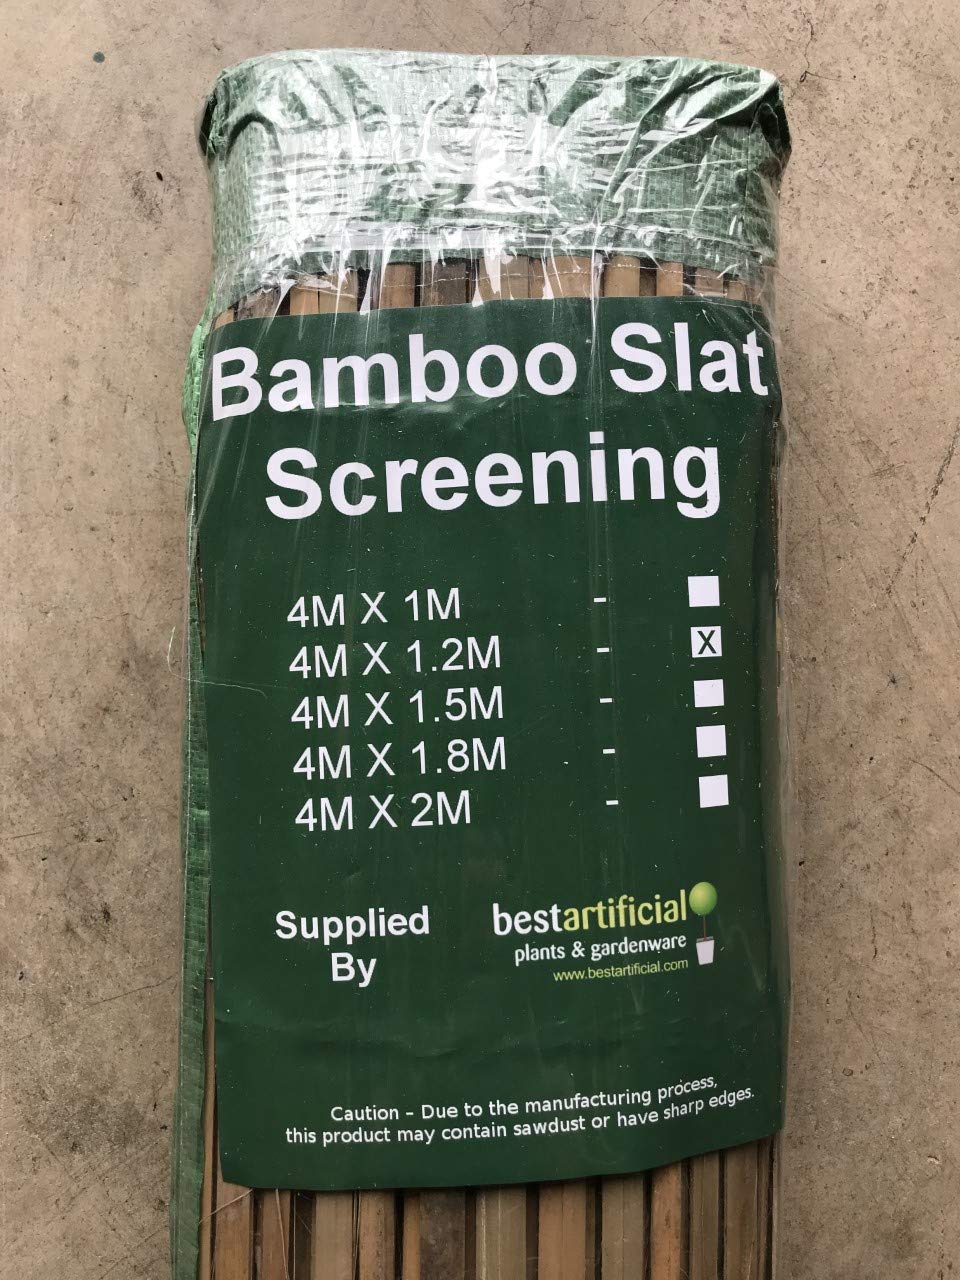 Bamboo Slat
Screening
4M X 1M -
4M X 1.2M - X
4M X 1.5M -
4M X 1.8M -
4M X 2M -
Supplied
By
bestartificial
plants & gardenware
www.bestartificial.com
Caution - Due to the manufacturing process,
this product may contain sawdust or have sharp edges.